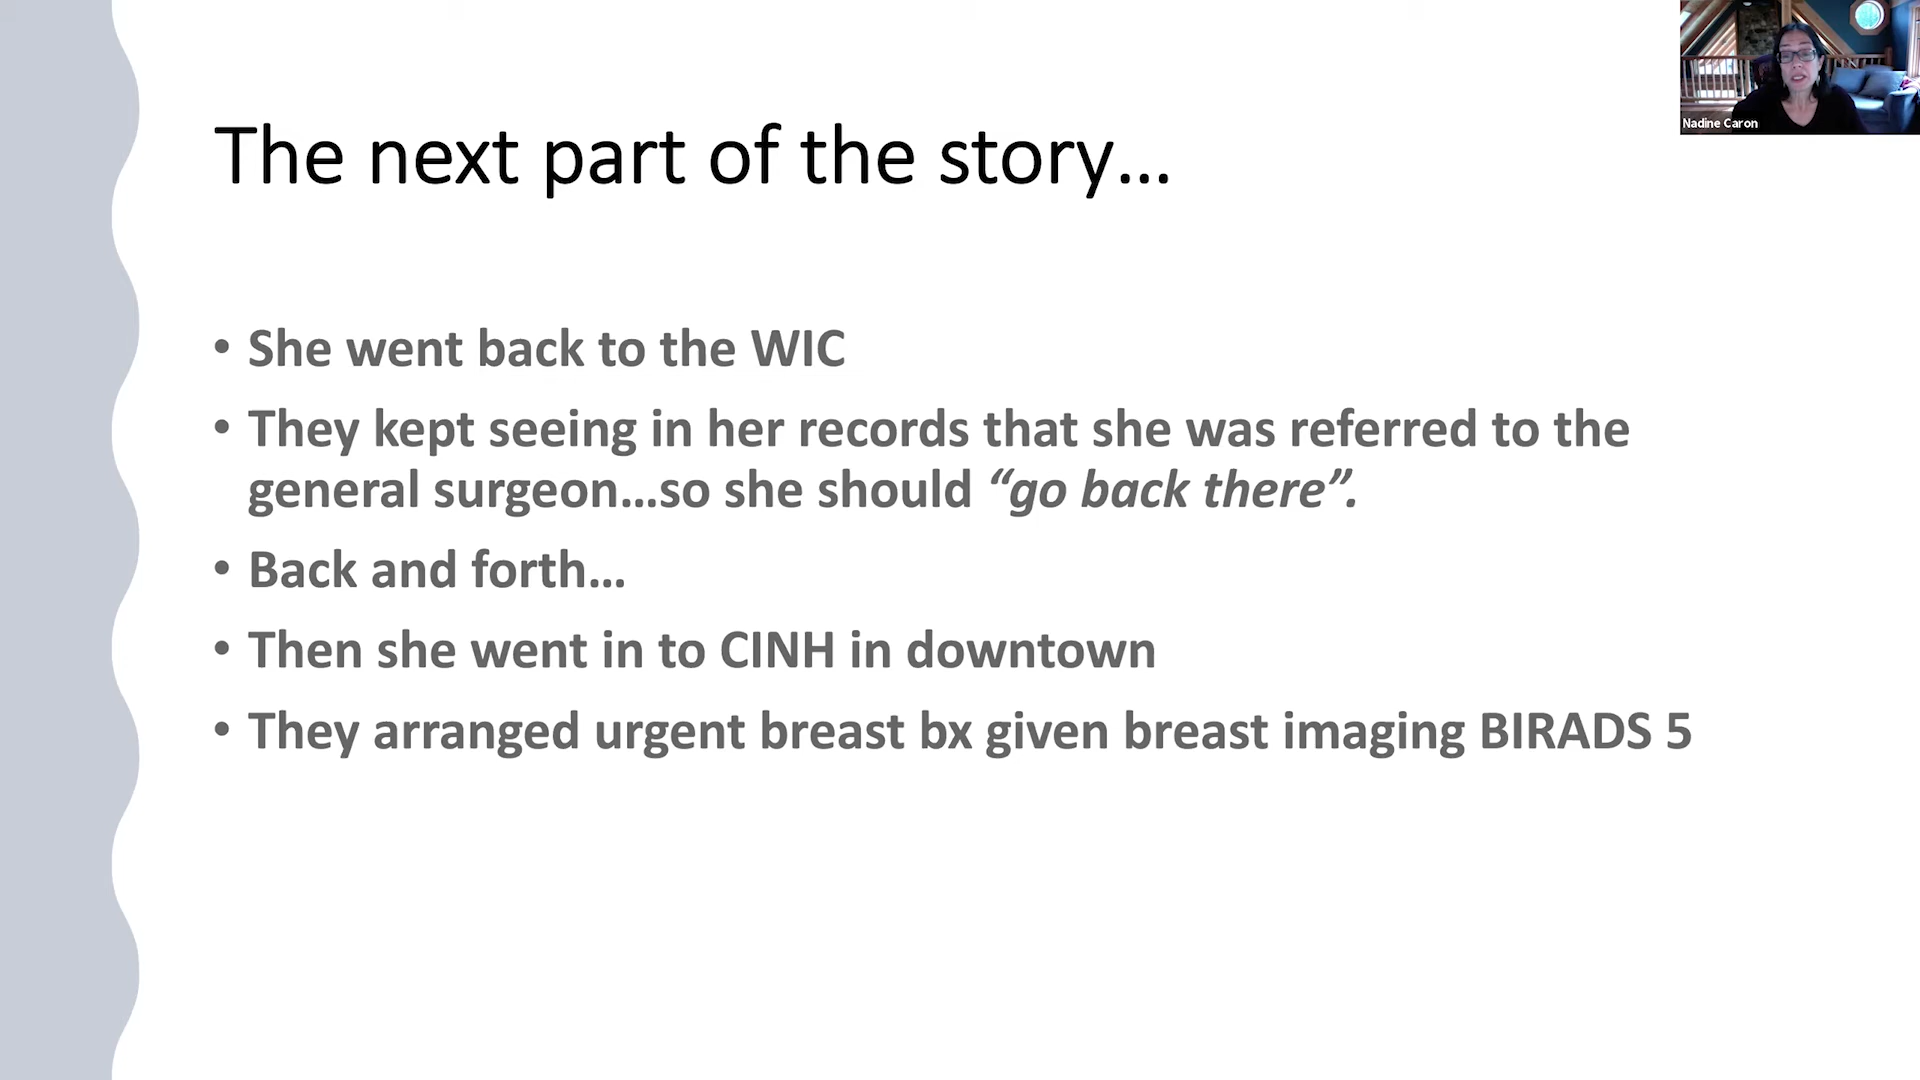 Nadine Caron
The next part of the story…
• She went back to the WIC
• They kept seeing in her records that she was referred to the
general surgeon…so she should “go back there”.
• Back and forth…
• Then she went in to CINH in downtown
• They arranged urgent breast bx given breast imaging BIRADS 5